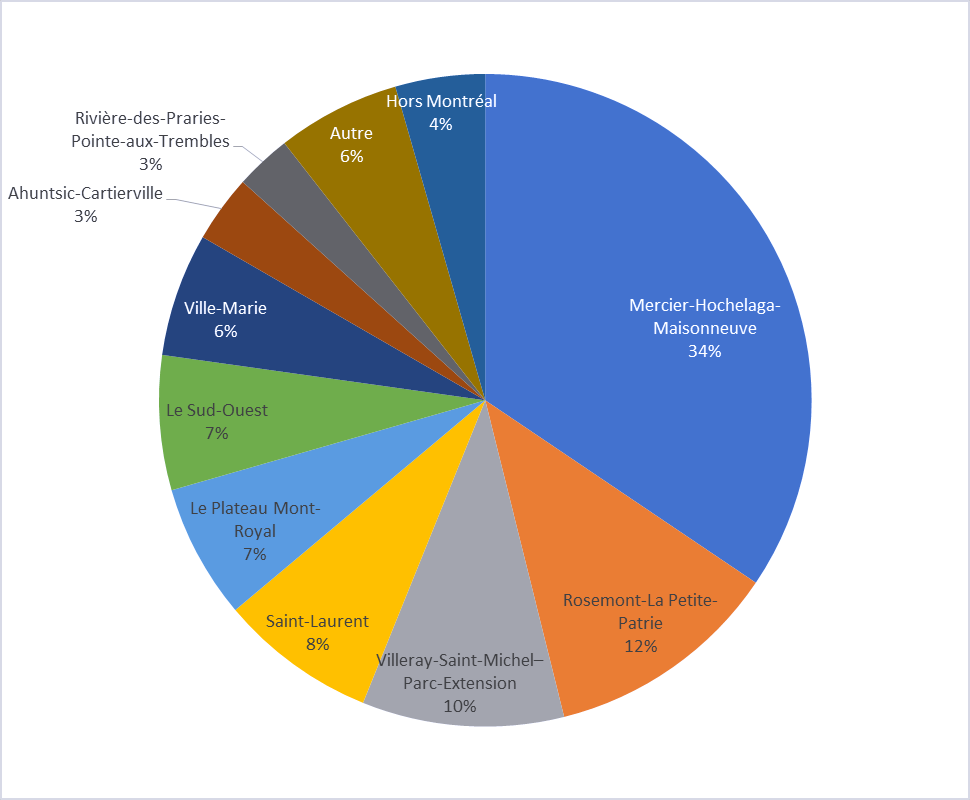 Hors Montréal
4%
Mercier-Hochelaga-
Maisonneuve
34%
Rosemont-La Petite-
Patrie
12%
Villeray-Saint-Michel–
Parc-Extension
10%
Saint-Laurent
8%
Le Plateau Mont-
Royal
7%
Le Sud-Ouest
7%
Ville-Marie
6%
Ahuntsic-Cartierville
3%
Rivière-des-Praries-
Pointe-aux-Trembles
3%
Autre
6%